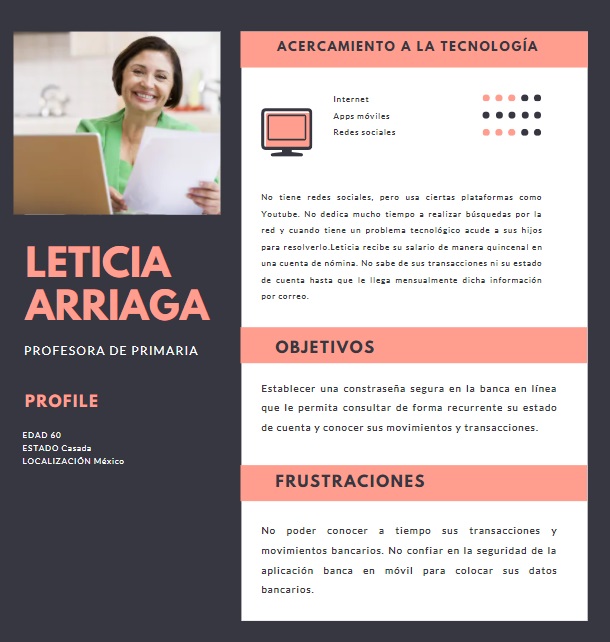 LETICIA
ARRIAGA
PROFESORA DE PRIMARIA
PROFILE
EDAD 60
ESTADO Casada
LOCALIZACIÓN México
ACERCAMIENTO A LA TECNOLOGÍA
Internet
Apps móviles
Redes sociales
No tiene redes sociales, pero usa ciertas plataformas como
Youtube. No dedica mucho tiempo a realizar búsquedas por la
red y cuando tiene un problema tecnológico acude a sus hijos
para resolverlo.Leticia recibe su salario de manera quincenal en
una cuenta de nómina. No sabe de sus transacciones ni su estado
de cuenta hasta que le llega mensualmente dicha información
por correo.
OBJETIVOS
Establecer una constraseña segura en la banca en línea
que le permita consultar de forma recurrente su estado
de cuenta y conocer sus movimientos y transacciones.
FRUSTRACIONES
No poder conocer a tiempo sus transacciones y
movimientos bancarios. No confiar en la seguridad de la
aplicación banca en móvil para colocar sus datos
bancarios.